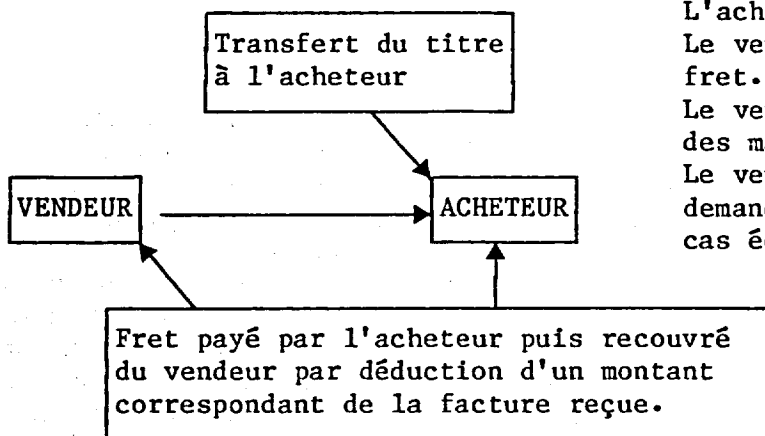 Transfert du titre
à l'acheteur
VENDEUR
ACHETEUR
Fret payé par l'acheteur puis recouvré
du vendeur par déduction d'un montant
correspondant de la facture reçue.
L'ach
Le ve
fret.
Le ve
des m
Le ve
deman
cas é